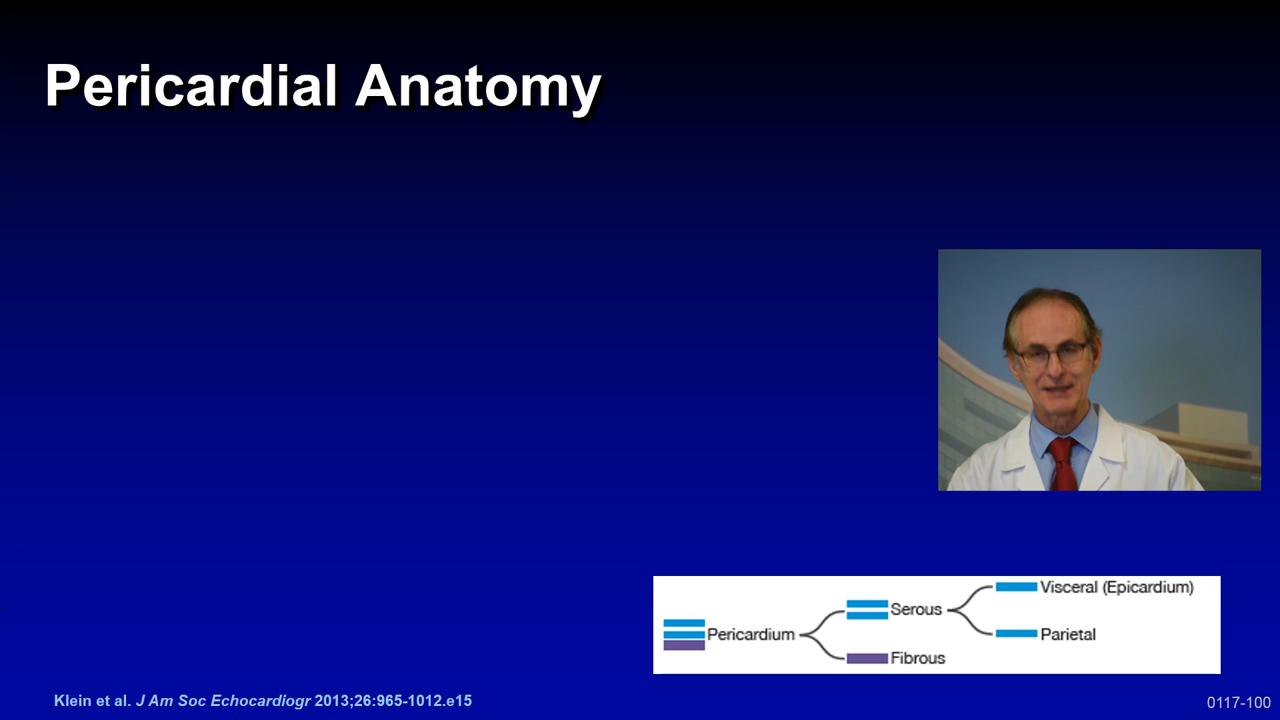 Pericardial Anatomy
Visceral (Epicardium)
Serous
Pericardium
Parietal
Fibrous
Klein et al. J Am Soc Echocardiogr 2013;26:965-1012.e15
0117-100